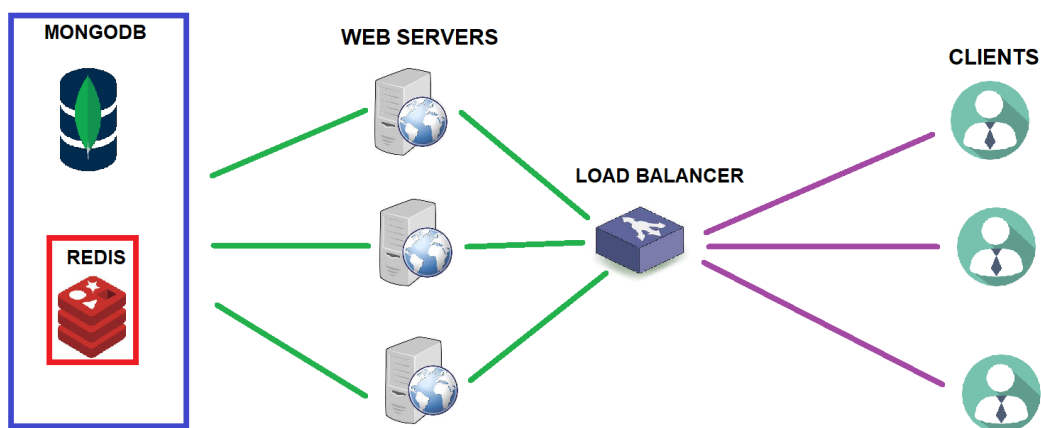 MONGODB
WEB SERVERS
CLIENTS
LOAD BALANCER
REDIS